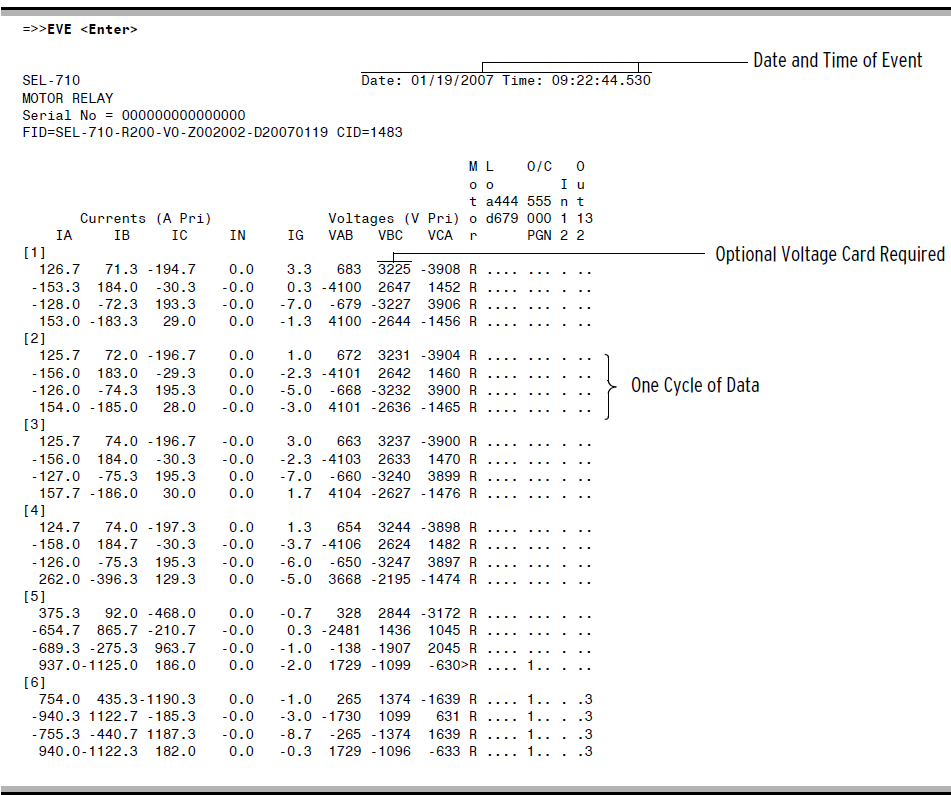 =>>EVE <Enter>
Date and Time of Event
SEL-710                                    Date: 01/19/2007 Time: 09:22:44.530
MOTOR RELAY
Serial No = 000000000000000
FID=SEL-710-R200-V0-Z002002-D20070119 CID=1483
M L    O/C   O
o o        I u
t a444 555 n t
Currents (A Pri)              Voltages (V Pri) o d679 000 1 13
IA     IB     IC     IN     IG   VAB   VBC   VCA  r      PGN 2 2
Optional Voltage Card Required
[1]
126.7   71.3 -194.7    0.0    3.3   683  3225 -3908 R .... ... . ..
-153.3  184.0  -30.3   -0.0    0.3 -4100  2647  1452 R .... ... . ..
-128.0  -72.3  193.3   -0.0   -7.0  -679 -3227  3906 R .... ... . ..
153.0 -183.3   29.0    0.0   -1.3  4100 -2644 -1456 R .... ... . ..
[2]
125.7   72.0 -196.7    0.0    1.0   672  3231 -3904 R .... ... . ..
-156.0  183.0  -29.3   -0.0   -2.3 -4101  2642  1460 R .... ... . ..
-126.0  -74.3  195.3   -0.0   -5.0  -668 -3232  3900 R .... ... . ..
154.0 -185.0   28.0   -0.0   -3.0  4101 -2636 -1465 R .... ... . ..
One Cycle of Data
[3]
125.7   74.0 -196.7   -0.0    3.0   663  3237 -3900 R .... ... . ..
-156.0  184.0  -30.3   -0.0   -2.3 -4103  2633  1470 R .... ... . ..
-127.0  -75.3  195.3   -0.0   -7.0  -660 -3240  3899 R .... ... . ..
157.7 -186.0   30.0    0.0    1.7  4104 -2627 -1476 R .... ... . ..
[4]
124.7   74.0 -197.3    0.0    1.3   654  3244 -3898 R .... ... . ..
-158.0  184.7  -30.3   -0.0   -3.7 -4106  2624  1482 R .... ... . ..
-126.0  -75.3  195.3   -0.0   -6.0  -650 -3247  3897 R .... ... . ..
262.0 -396.3  129.3    0.0   -5.0  3668 -2195 -1474 R .... ... . ..
[5]
375.3   92.0 -468.0    0.0   -0.7   328  2844 -3172 R .... ... . ..
-654.7  865.7 -210.7   -0.0    0.3 -2481  1436  1045 R .... ... . ..
-689.3 -275.3  963.7   -0.0   -1.0  -138 -1907  2045 R .... ... . ..
937.0-1125.0  186.0    0.0   -2.0  1729 -1099  -630>R .... 1.. . ..
[6]
754.0  435.3-1190.3    0.0   -1.0   265  1374 -1639 R .... 1.. . .3
-940.3 1122.7 -185.3   -0.0   -3.0 -1730  1099   631 R .... 1.. . .3
-755.3 -440.7 1187.3   -0.0   -8.7  -265 -1374  1639 R .... 1.. . .3
940.0-1122.3  182.0    0.0   -0.3  1729 -1096  -633 R .... 1.. . .3